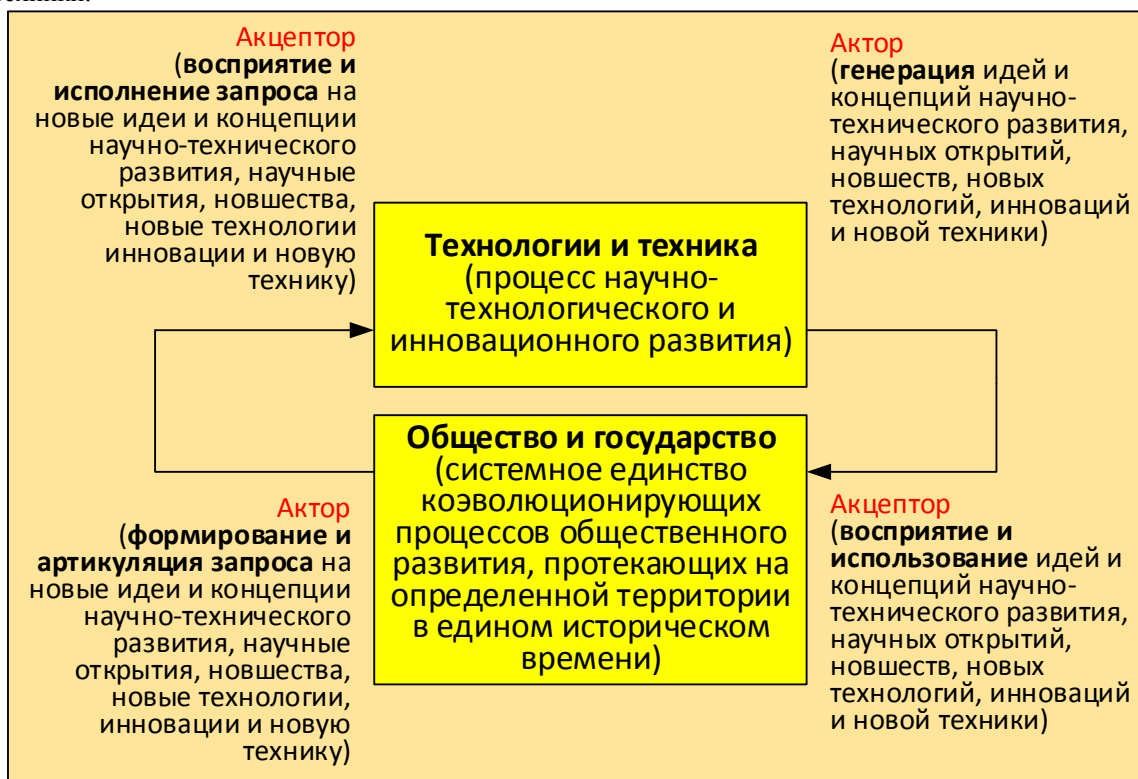 Акцептор
(восприятие и
исполнение запроса на
новые идеи и концепции
научно-технического
развития, научные
открытия, новшества,
новые технологии
инновации и новую
технику)
Актор
(генерация идей и
концепций научно-
технического развития,
научных открытий,
новшеств, новых
технологий, инноваций
и новой техники)
Технологии и техника
(процесс научно-
технологического и
инновационного развития)
Общество и государство
(системное единство
коэволюционирующих
процессов общественного
развития, протекающих на
определенной территории
в едином историческом
времени)
Актор
(формирование и
артикуляция запроса на
новые идеи и концепции
научно-технического
развития, научные
открытия, новшества,
новые технологии,
инновации и новую
технику)
Акцептор
(восприятие и
использование идей и
концепций научно-
технического развития,
научных открытий,
новшеств, новых
технологий, инноваций
и новой техники)